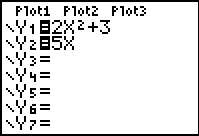 Plot1 Plot2 Plot3
\Y1=2X²+3
\Y2=5X
\Y3=
\Y4=
\Y5=
\Y6=
\Y7=